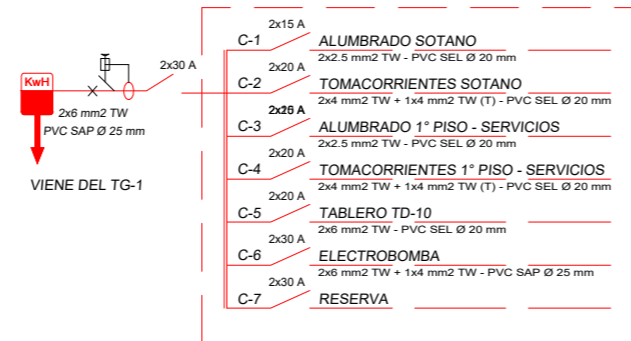 2x15 A
C-1 ALUMBRADO SOTANO
2x2.5 mm2 TW - PVC SEL Ø 20 mm
2x30 A
KwH
2x6 mm2 TW
PVC SAP Ø 25 mm
VIENE DEL TG-1
2x20 A
C-2 TOMACORRIENTES SOTANO
2x4 mm2 TW + 1x4 mm2 TW (T) - PVC SEL Ø 20 mm
C-3 ALUMBRADO 1° PISO - SERVICIOS
2x2.5 mm2 TW - PVC SEL Ø 20 mm
2x20 A
C-4 TOMACORRIENTES 1° PISO - SERVICIOS
2x4 mm2 TW + 1x4 mm2 TW (T) - PVC SEL Ø 20 mm
2x20 A
C-5 TABLERO TD-10
2x6 mm2 TW - PVC SEL Ø 20 mm
2x30 A
C-6 ELECTROBOMBA
2x6 mm2 TW + 1x4 mm2 TW - PVC SAP Ø 25 mm
2x30 A
C-7 RESERVA